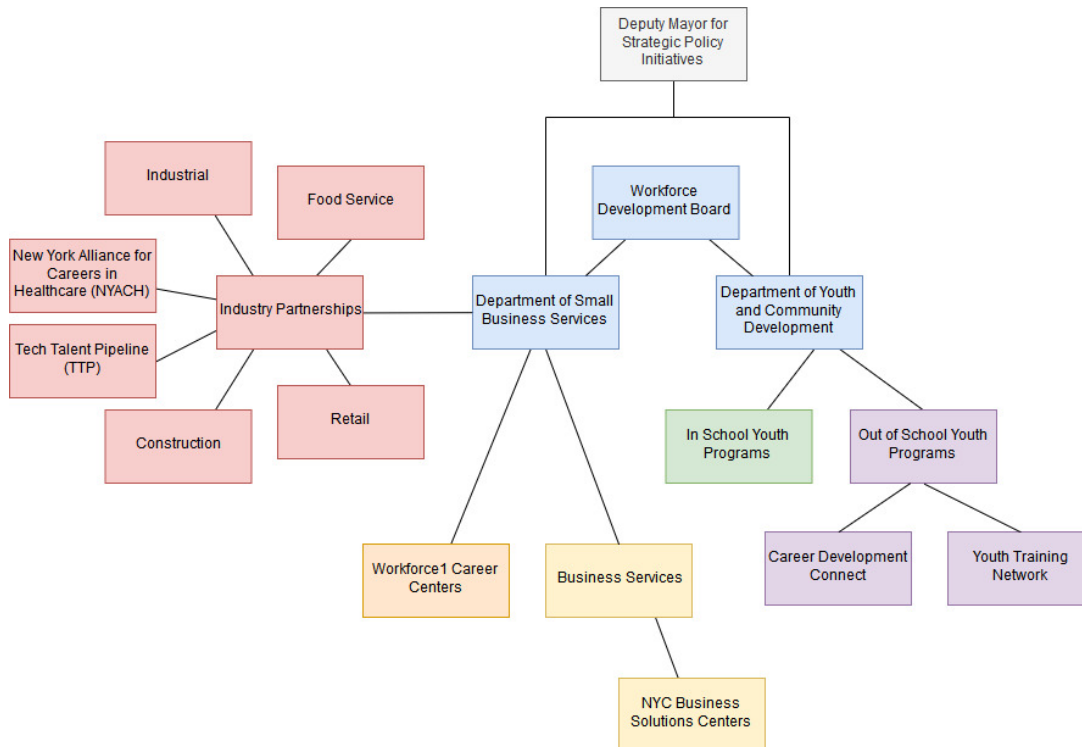 Deputy Mayor for
Strategic Policy
Initiatives
Industrial
Food Service
Workforce
Development Board
New York Alliance for
Careers in
Healthcare (NYACH)
Industry Partnerships
Department of Small
Business Services
Department of Youth
and Community
Development
Tech Talent Pipeline
(TTP)
Construction
Retail
In School Youth
Programs
Out of School Youth
Programs
Workforce1 Career
Centers
Business Services
Career Development
Connect
Youth Training
Network
NYC Business
Solutions Centers